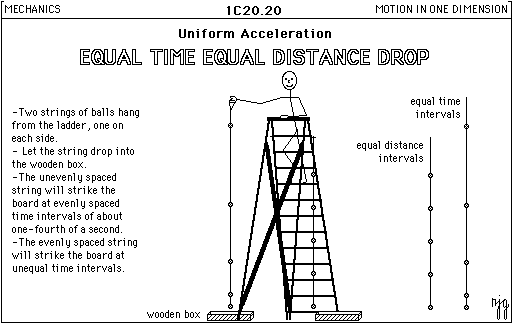 MECHANICS
1C20.20
MOTION IN ONE DIMENSION
Uniform Acceleration
EQUAL TIME EQUAL DISTANCE DROP
-Two strings of balls hang
from the ladder, one on
each side.
- Let the string drop into
the wooden box.
-The unevenly spaced
string will strike the
board at evenly spaced
time intervals of about
one-fourth of a second.
-The evenly spaced string
will strike the board at
unequal time intervals.
equal time
intervals
equal distance
intervals
wooden box